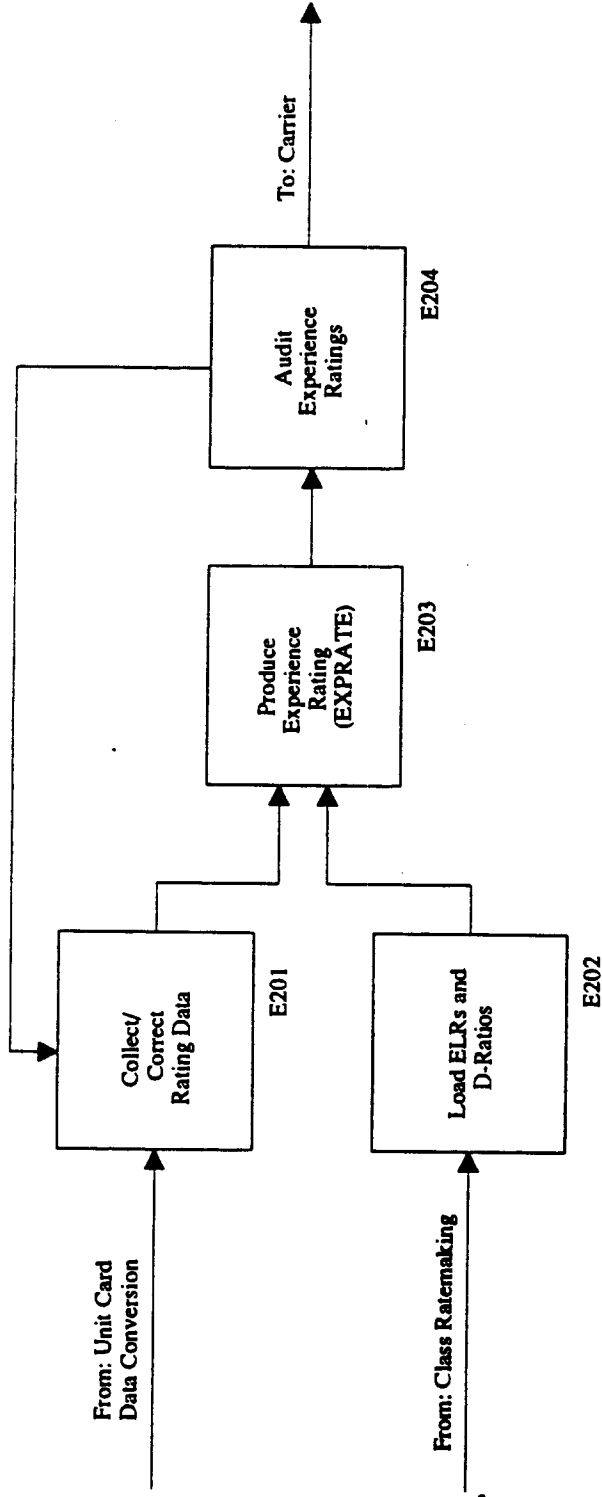 From: Unit Card
Data Conversion
Collect/
Correct
Rating Data
E201
From: Class Ratemaking
Load ELRs and
D-Ratios
E202
Produce
Experience
Rating
(EXPRATE)
E203
Audit
Experience
Ratings
E204
To: Carrier